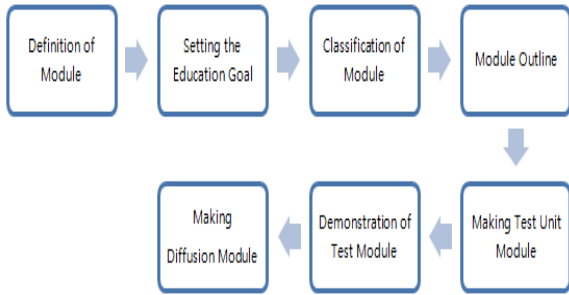 Definition of
Module
Setting the
Education Goal
Classification of
Module
Module Outline
Making Test Unit
Module
Demonstration of
Test Module
Making
Diffusion Module